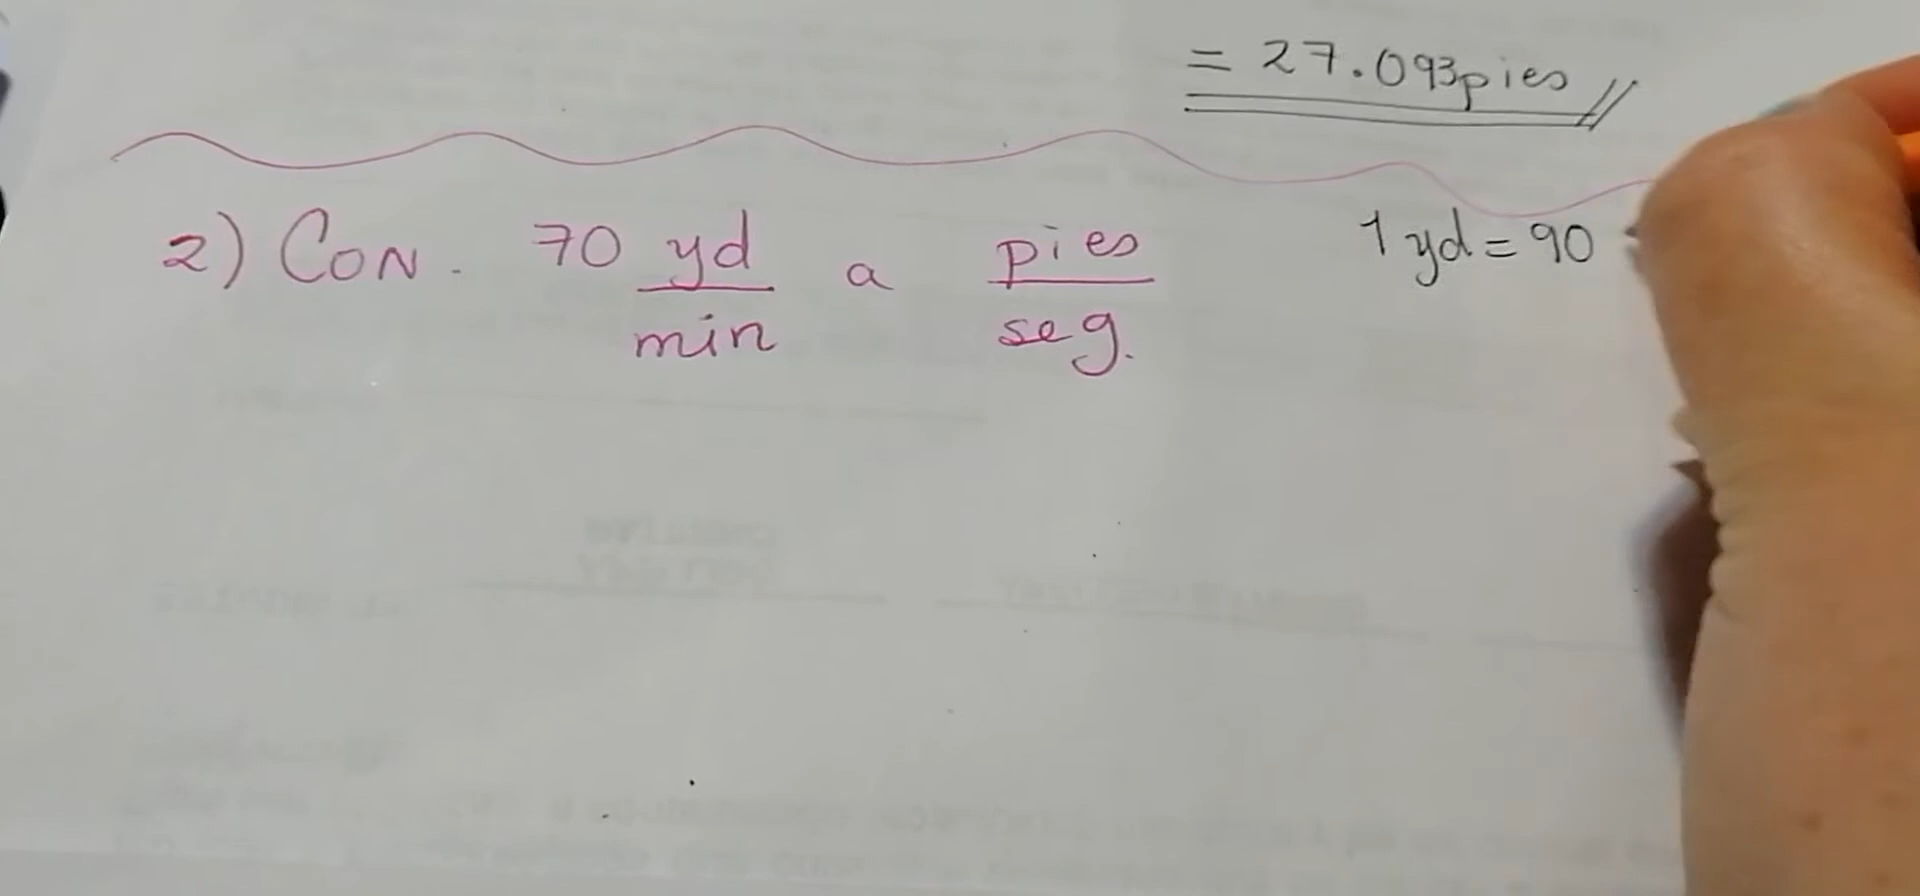 = 27.093pies
2) CON. 70 yd/min a pies/seg.
1 yd = 90